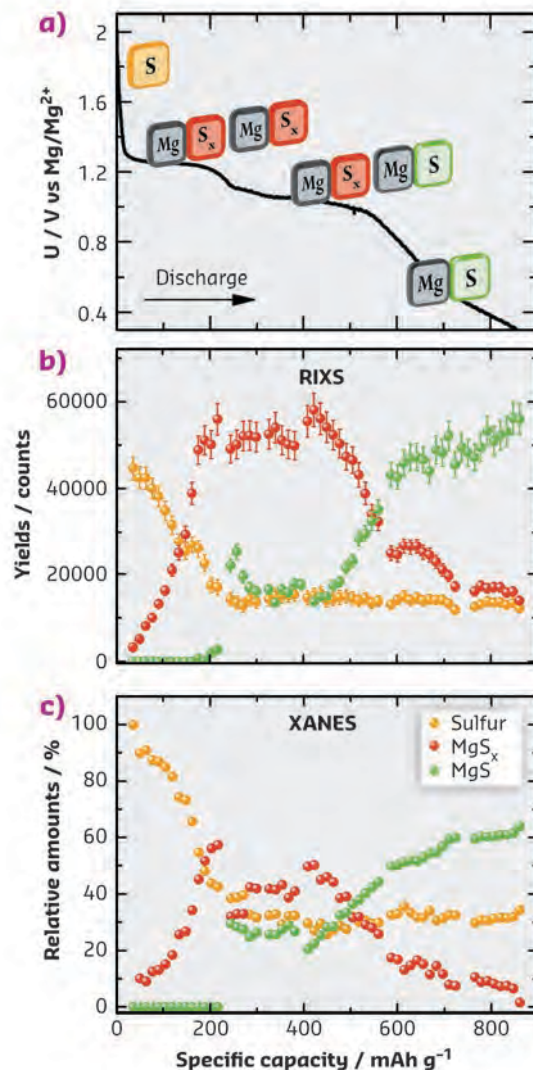 a)
2
1.6
1.2
0.8
0.4
U / V vs Mg/Mg²⁺
S
Mg Sₓ Mg Sₓ
Mg Sₓ Mg S
Mg S
Discharge
b)
RIXS
60000
40000
20000
0
Yields / counts
c)
XANES
100
80
60
40
20
0
Relative amounts / %
Sulfur
MgSₓ
MgS
0 200 400 600 800
Specific capacity / mAh g⁻¹